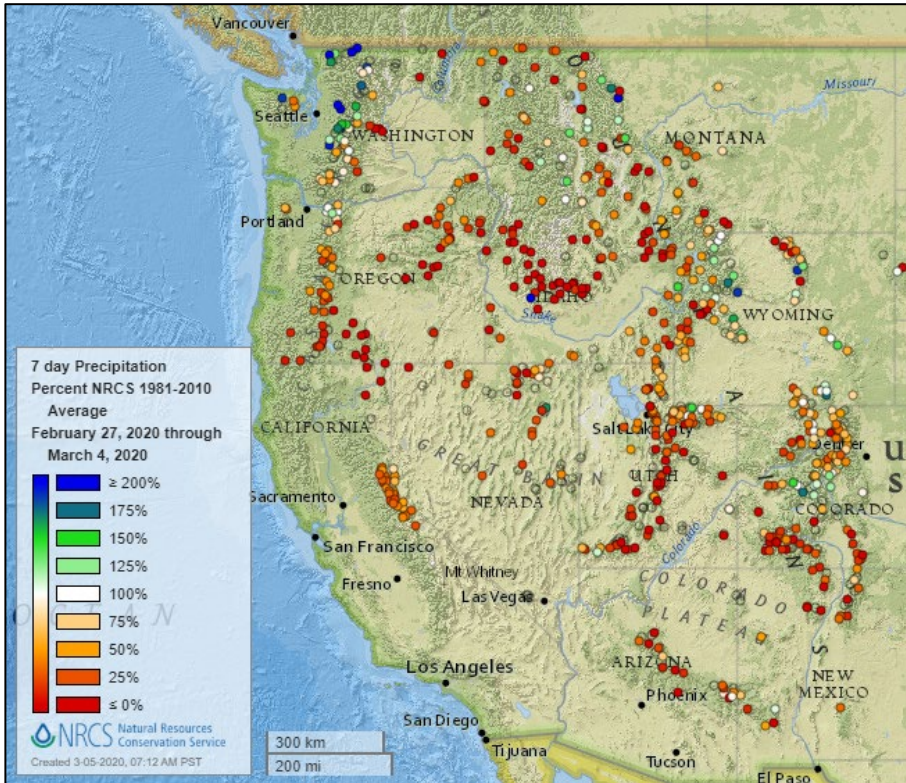 Vancouver
Columbia
Missouri
Seattle
WASHINGTON
MONTANA
Portland
OREGON
IDAHO
Snake
WYOMING
7 day Precipitation
Percent NRCS 1981-2010
Average
February 27, 2020 through
March 4, 2020
≥ 200%
175%
150%
125%
100%
75%
50%
25%
≤ 0%
NRCS Natural Resources
Conservation Service
Created 3-05-2020, 07:12 AM PST
CALIFORNIA
Salt Lake City
Denver
GREAT BASIN
UTAH
NEVADA
COLORADO
Sacramento
San Francisco
Colorado
Mt Whitney
Fresno
COLORADO
PLATEAU
Las Vegas
OCEAN
Los Angeles
ARIZONA
Phoenix
NEW
MEXICO
San Diego
Tijuana
300 km
200 mi
Tucson
El Paso